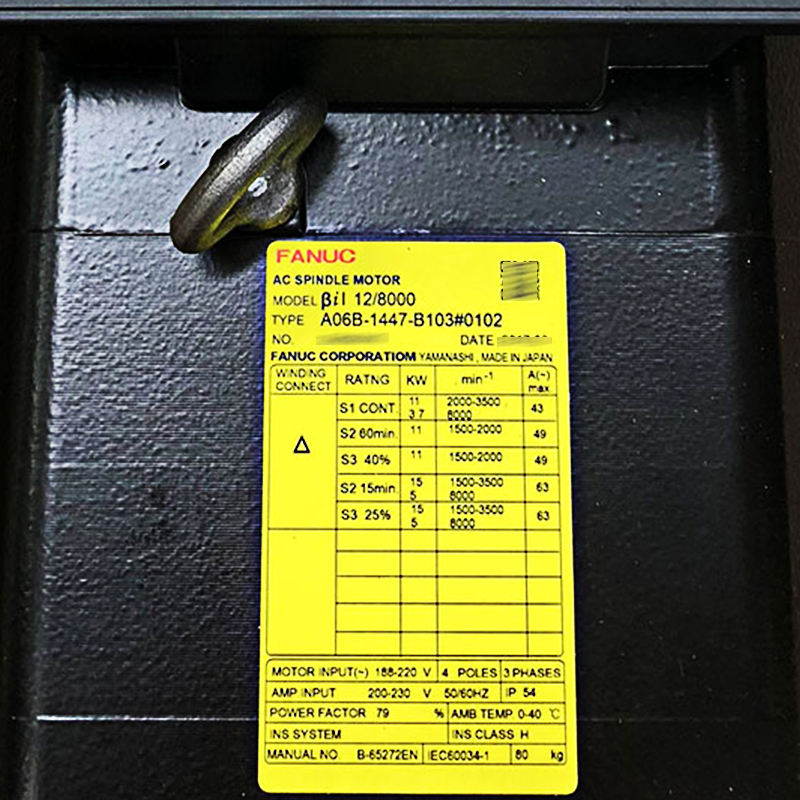 FANUC
AC SPINDLE MOTOR
MODEL βiI 12/8000
TYPE A06B-1447-B103#0102
NO.
DATE
FANUC CORPORATIOM YAMANASHI, MADE IN JAPAN
WINDING CONNECT RATNG KW min⁻¹ A(~) max
Δ
S1 CONT. 11 2000-3500 43
3.7 8000
S2 60min. 11 1500-2000 49
S3 40% 11 1500-2000 49
S2 15min. 15 1500-3500 63
5 8000
S3 25% 15 1500-3500 63
5 8000
MOTOR INPUT(~) 188-220 V 4 POLES 3 PHASES
AMP INPUT 200-230 V 50/60HZ IP 54
POWER FACTOR 79 % AMB TEMP 0-40 ℃
INS SYSTEM INS CLASS H
MANUAL NO. B-65272EN IEC60034-1 80 kg